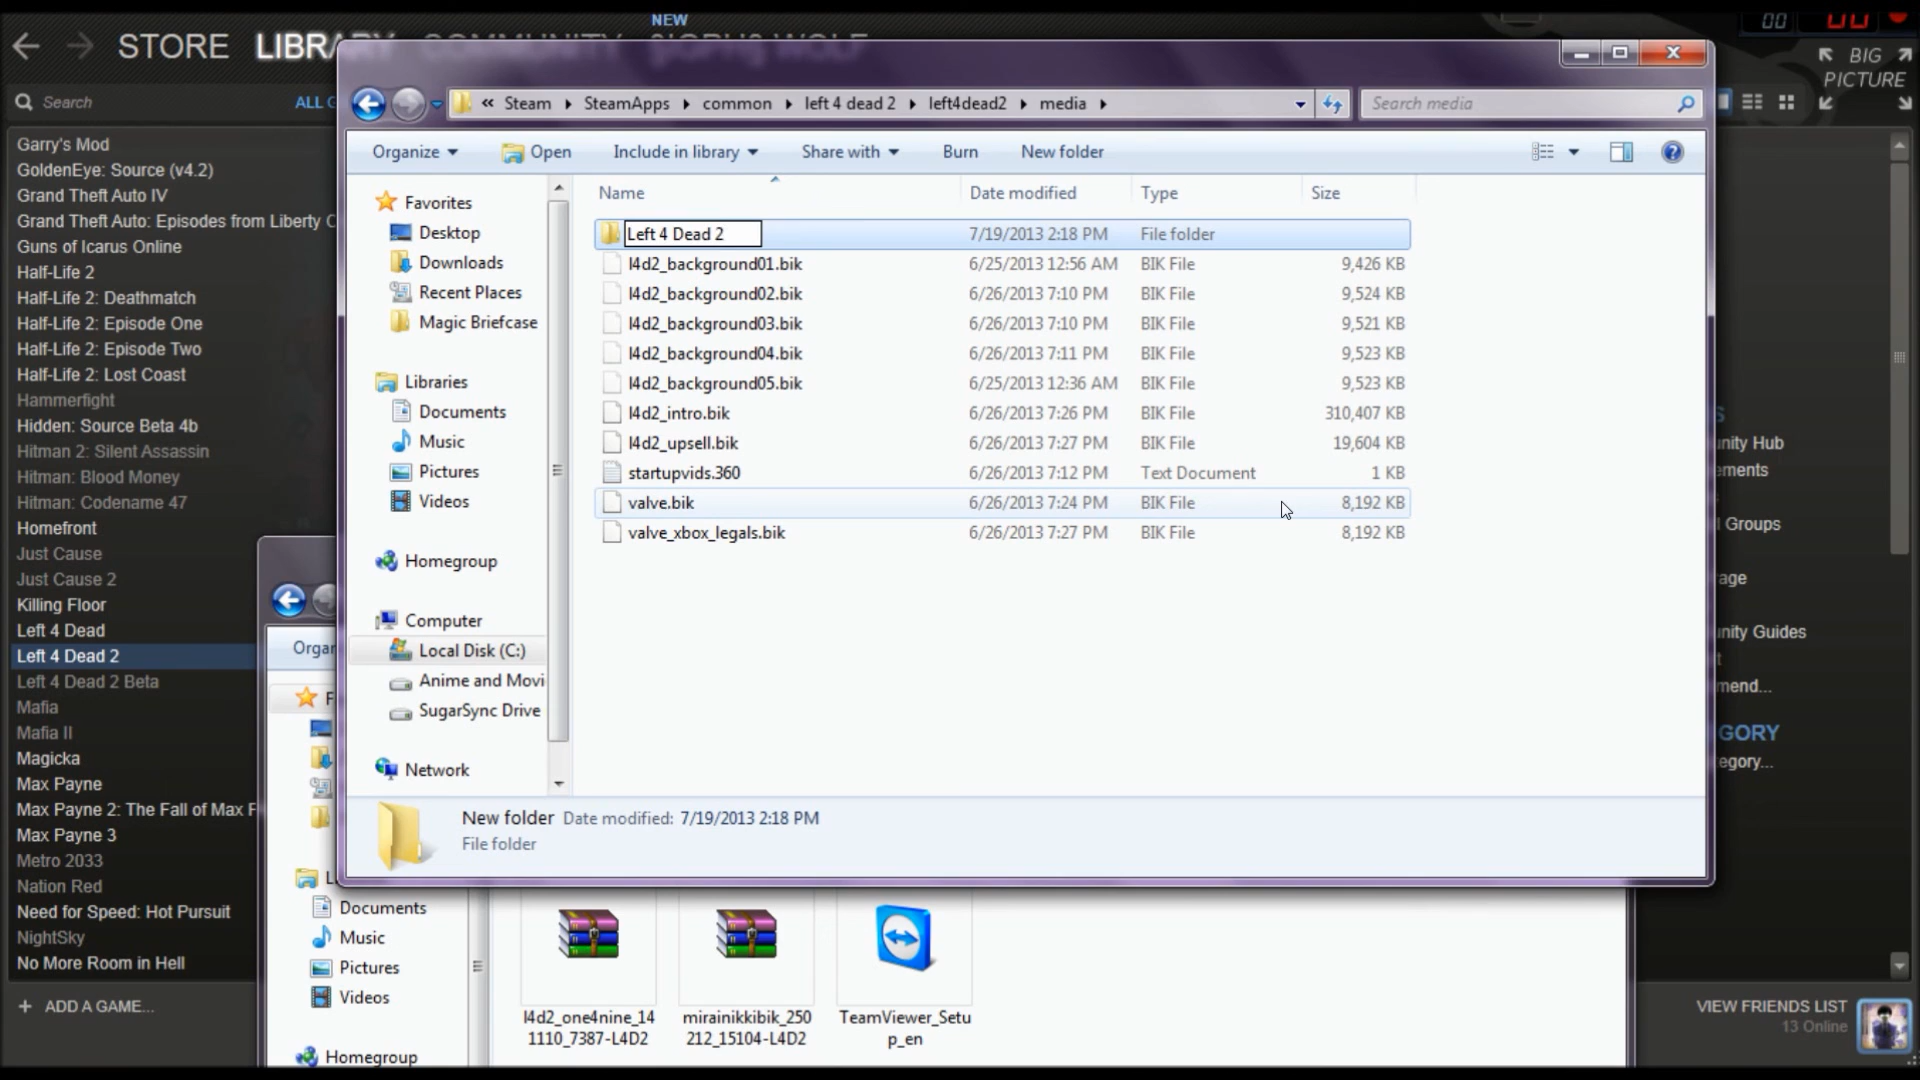 NEW
STORE LIBRARY COMMUNITY
BIG
PICTURE
Search ALL G
Garry's Mod
GoldenEye: Source (v4.2)
Grand Theft Auto IV
Grand Theft Auto: Episodes from Liberty C
Guns of Icarus Online
Half-Life 2
Half-Life 2: Deathmatch
Half-Life 2: Episode One
Half-Life 2: Episode Two
Half-Life 2: Lost Coast
Hammerfight
Hidden: Source Beta 4b
Hitman 2: Silent Assassin
Hitman: Blood Money
Hitman: Codename 47
Homefront
Just Cause
Just Cause 2
Killing Floor
Left 4 Dead
Left 4 Dead 2
Left 4 Dead 2 Beta
Mafia
Mafia II
Magicka
Max Payne
Max Payne 2: The Fall of Max P
Max Payne 3
Metro 2033
Nation Red
Need for Speed: Hot Pursuit
NightSky
No More Room in Hell
+ ADD A GAME...
« Steam SteamApps common left 4 dead 2 left4dead2 media
Search media
Organize Open Include in library Share with Burn New folder
Name Date modified Type Size
Left 4 Dead 2 7/19/2013 2:18 PM File folder
l4d2_background01.bik 6/25/2013 12:56 AM BIK File 9,426 KB
l4d2_background02.bik 6/26/2013 7:10 PM BIK File 9,524 KB
l4d2_background03.bik 6/26/2013 7:10 PM BIK File 9,521 KB
l4d2_background04.bik 6/26/2013 7:11 PM BIK File 9,523 KB
l4d2_background05.bik 6/25/2013 12:36 AM BIK File 9,523 KB
l4d2_intro.bik 6/26/2013 7:26 PM BIK File 310,407 KB
l4d2_upsell.bik 6/26/2013 7:27 PM BIK File 19,604 KB
startupvids.360 6/26/2013 7:12 PM Text Document 1 KB
valve.bik 6/26/2013 7:24 PM BIK File 8,192 KB
valve_xbox_legals.bik 6/26/2013 7:27 PM BIK File 8,192 KB
Favorites
Desktop
Downloads
Recent Places
Magic Briefcase
Libraries
Documents
Music
Pictures
Videos
Homegroup
Computer
Local Disk (C:)
Anime and Movi
SugarSync Drive
Network
New folder Date modified: 7/19/2013 2:18 PM
File folder
Organ
F
L
Documents
Music
Pictures
Videos
Homegroup
l4d2_one4nine_14
1110_7387-L4D2
mirainikkibik_250
212_15104-L4D2
TeamViewer_Setu
p_en
S
unity Hub
ements
l Groups
rage
unity Guides
t
mend...
GORY
egory...
VIEW FRIENDS LIST
13 Online